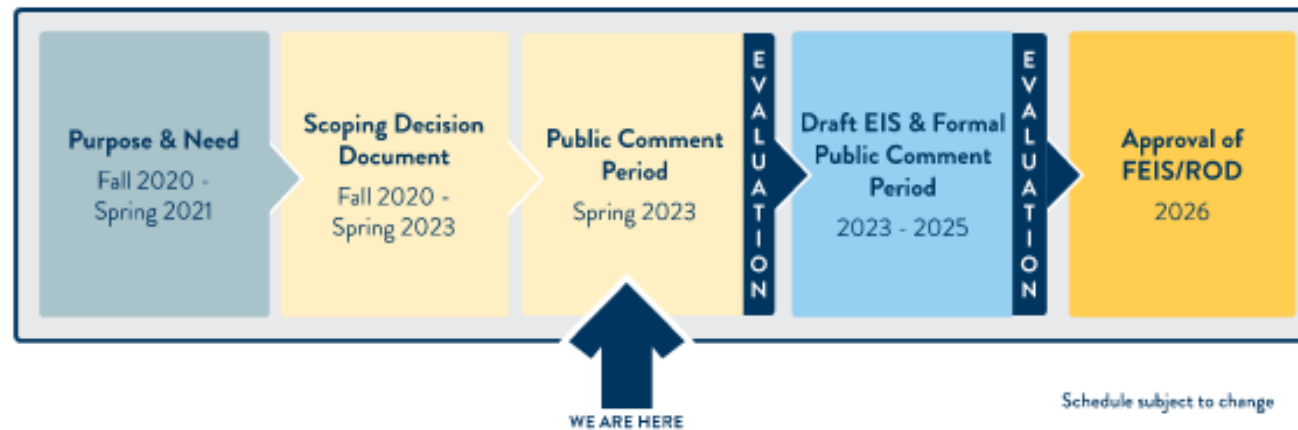 Purpose & Need
Fall 2020 -
Spring 2021
Scoping Decision
Document
Fall 2020 -
Spring 2023
Public Comment
Period
Spring 2023
EVALUATION
Draft EIS & Formal
Public Comment
Period
2023 - 2025
EVALUATION
Approval of
FEIS/ROD
2026
WE ARE HERE
Schedule subject to change